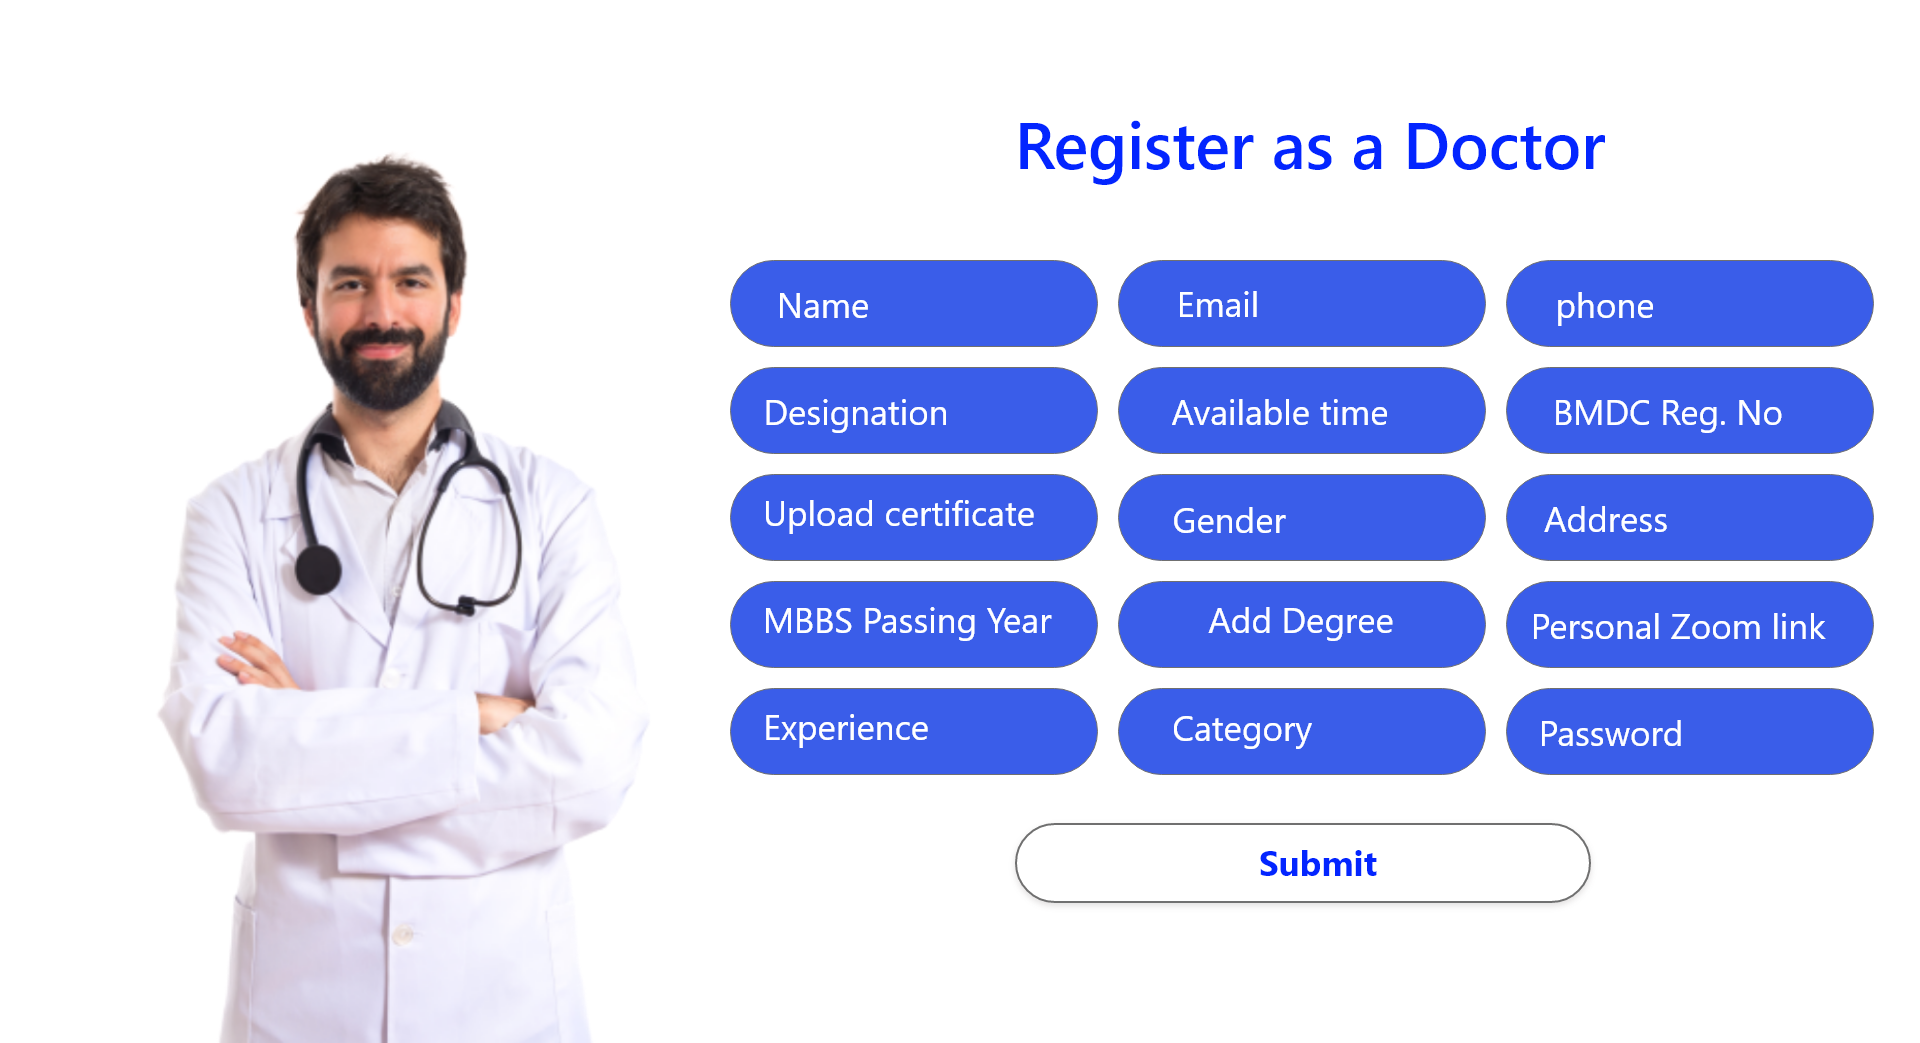 Register as a Doctor
Name
Email
phone
Designation
Available time
BMDC Reg. No
Upload certificate
Gender
Address
MBBS Passing Year
Add Degree
Personal Zoom link
Experience
Category
Password
Submit